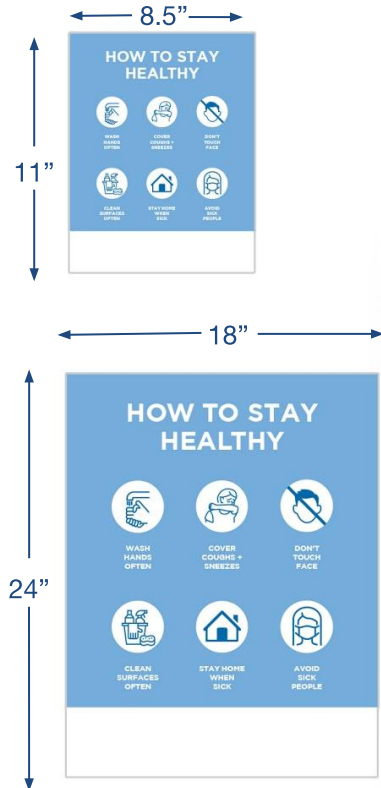 8.5”
HOW TO STAY
HEALTHY
11”
WASH
HANDS
OFTEN
COVER
COUGHS +
SNEEZES
DON'T
TOUCH
FACE
CLEAN
SURFACES
OFTEN
STAY HOME
WHEN
SICK
AVOID
SICK
PEOPLE
18”
HOW TO STAY
HEALTHY
24”
WASH
HANDS
OFTEN
COVER
COUGHS +
SNEEZES
DON'T
TOUCH
FACE
CLEAN
SURFACES
OFTEN
STAY HOME
WHEN
SICK
AVOID
SICK
PEOPLE